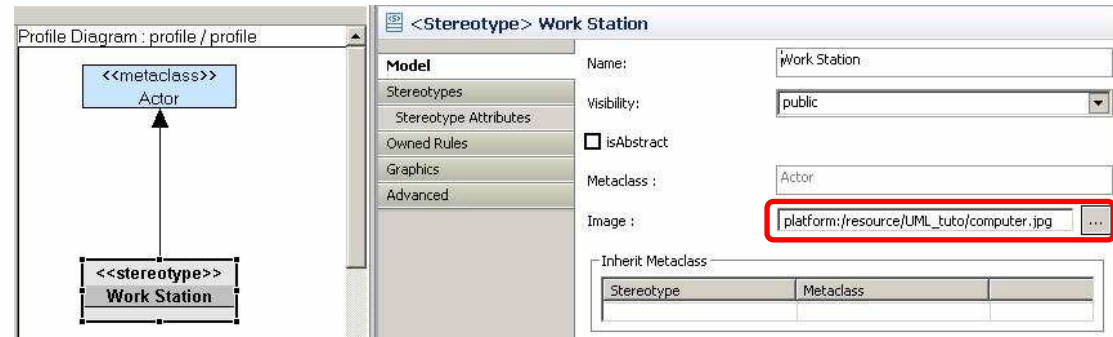 Profile Diagram : profile / profile
<<metaclass>>
Actor
<<stereotype>>
Work Station
<Stereotype> Work Station
Model
Stereotypes
Stereotype Attributes
Owned Rules
Graphics
Advanced
Name:
Work Station
Visibility:
public
isAbstract
Metaclass :
Actor
Image :
platform:/resource/UML_tuto/computer.jpg
...
Inherit Metaclass
Stereotype
Metaclass